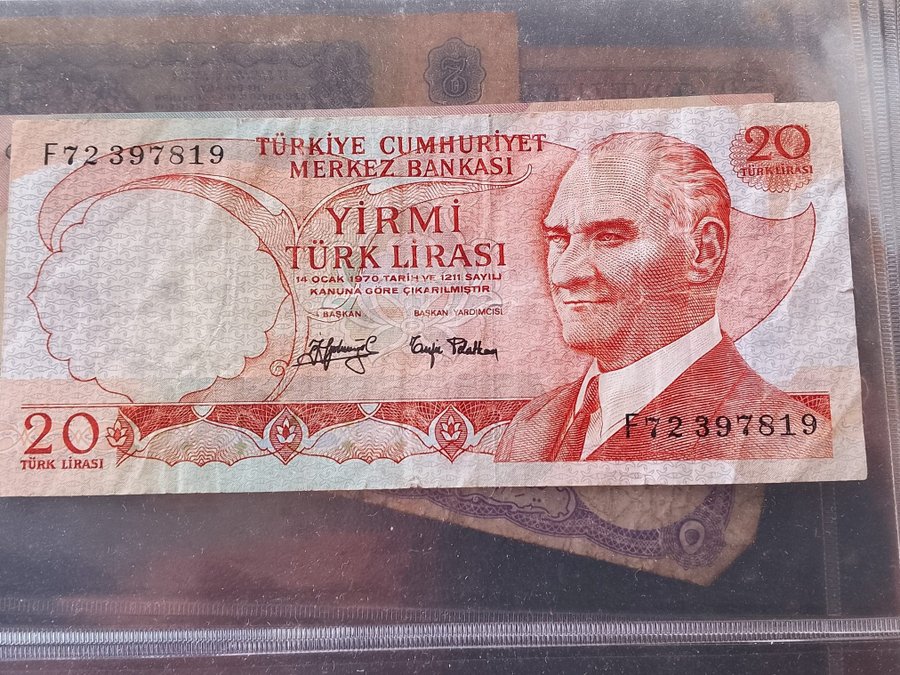 F72 397819
TÜRKİYE CUMHURİYET
MERKEZ BANKASI
20
TÜRK LİRASI
YİRMİ
TÜRK LİRASI
14 OCAK 1970 TARİH VE 1211 SAYILI
KANUNA GÖRE ÇIKARILMIŞTIR
BAŞKAN BAŞKAN YARDIMCISI
20
TÜRK LİRASI
F72 397819